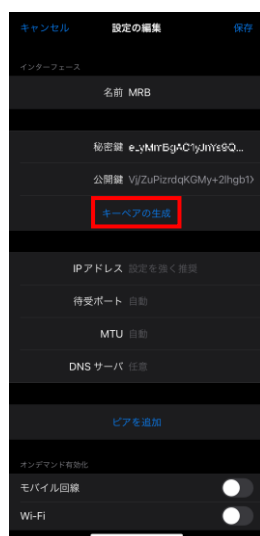 キャンセル 設定の編集 保存
インターフェース
名前 MRB
秘密鍵
公開鍵 Vj/ZuPizrdqKGMy+2Ihgb1
キーペアの生成
IPアドレス 設定を強く推奨
待受ポート 自動
MTU 自動
DNS サーバ 任意
ピアを追加
オンデマンド有効化
モバイル回線
Wi-Fi